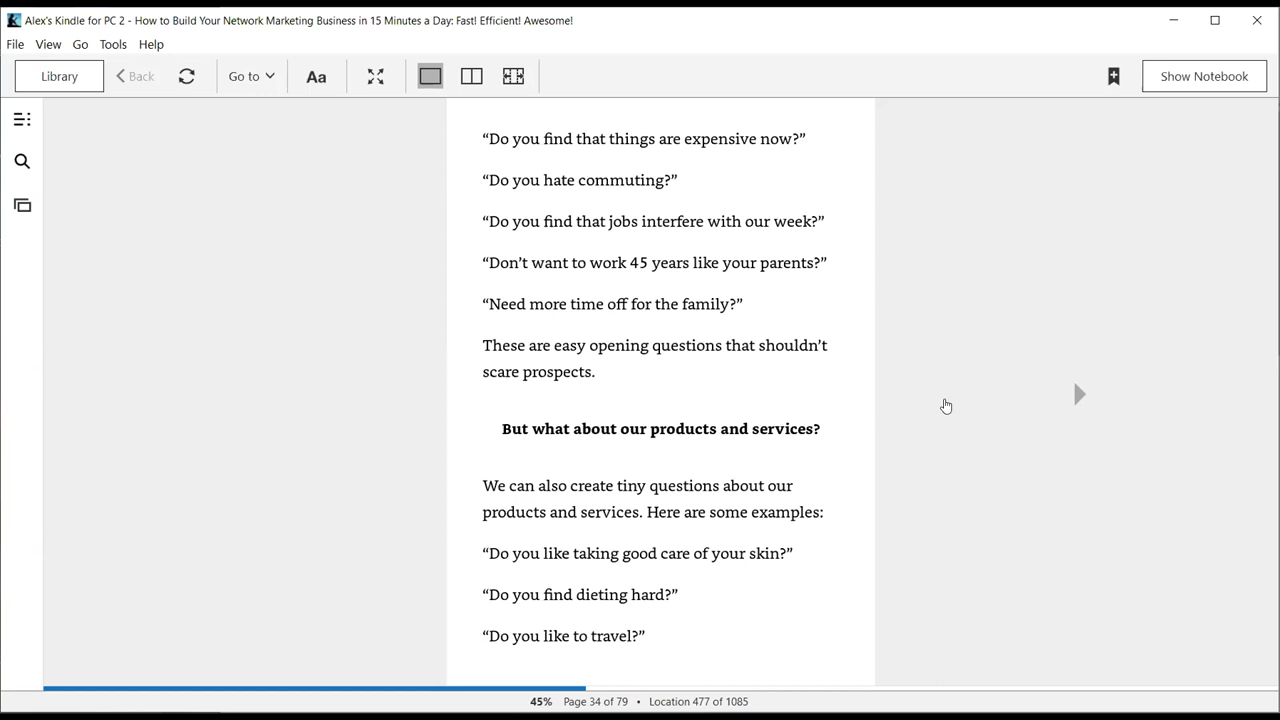 Alex's Kindle for PC 2 - How to Build Your Network Marketing Business in 15 Minutes a Day: Fast! Efficient! Awesome!
File View Go Tools Help
Library Back Go to Aa Show Notebook
“Do you find that things are expensive now?”
“Do you hate commuting?”
“Do you find that jobs interfere with our week?”
“Don’t want to work 45 years like your parents?”
“Need more time off for the family?”
These are easy opening questions that shouldn’t
scare prospects.
But what about our products and services?
We can also create tiny questions about our
products and services. Here are some examples:
“Do you like taking good care of your skin?”
“Do you find dieting hard?”
“Do you like to travel?”
45% Page 34 of 79 • Location 477 of 1085